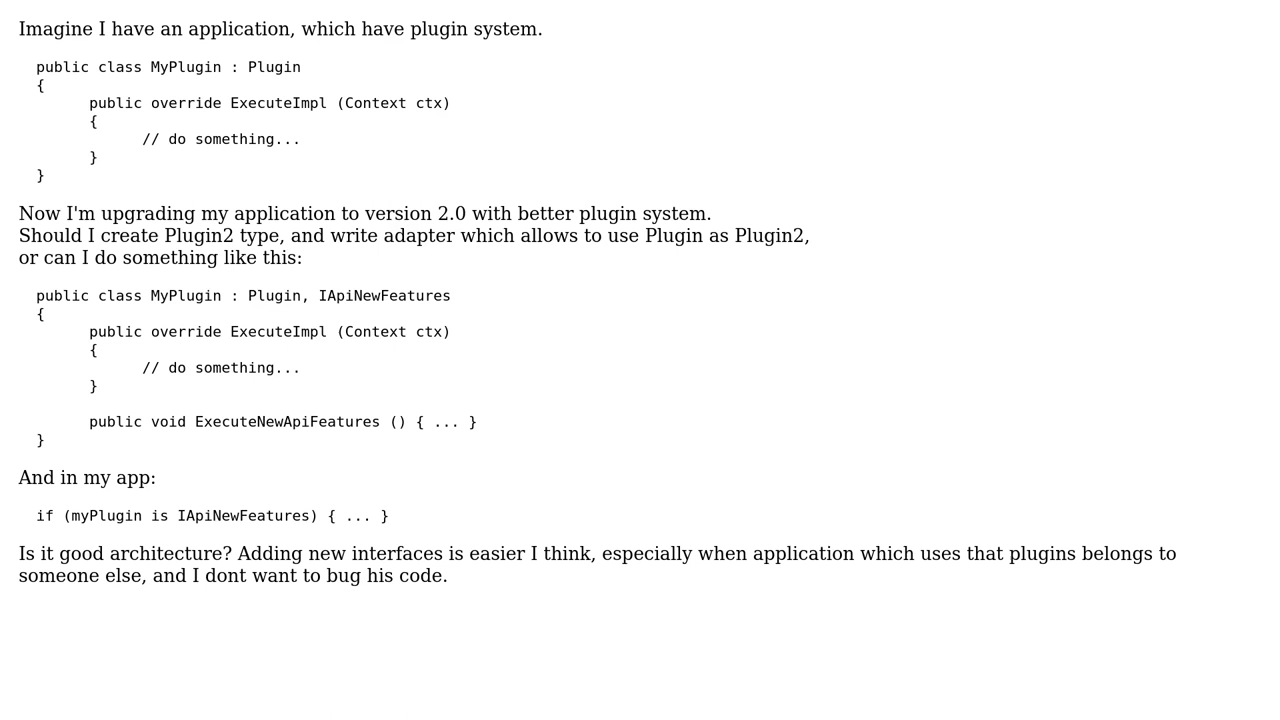 Imagine I have an application, which have plugin system.
public class MyPlugin : Plugin
{
public override ExecuteImpl (Context ctx)
{
// do something...
}
}
Now I'm upgrading my application to version 2.0 with better plugin system.
Should I create Plugin2 type, and write adapter which allows to use Plugin as Plugin2,
or can I do something like this:
public class MyPlugin : Plugin, IApiNewFeatures
{
public override ExecuteImpl (Context ctx)
{
// do something...
}
public void ExecuteNewApiFeatures () { ... }
}
And in my app:
if (myPlugin is IApiNewFeatures) { ... }
Is it good architecture? Adding new interfaces is easier I think, especially when application which uses that plugins belongs to
someone else, and I dont want to bug his code.